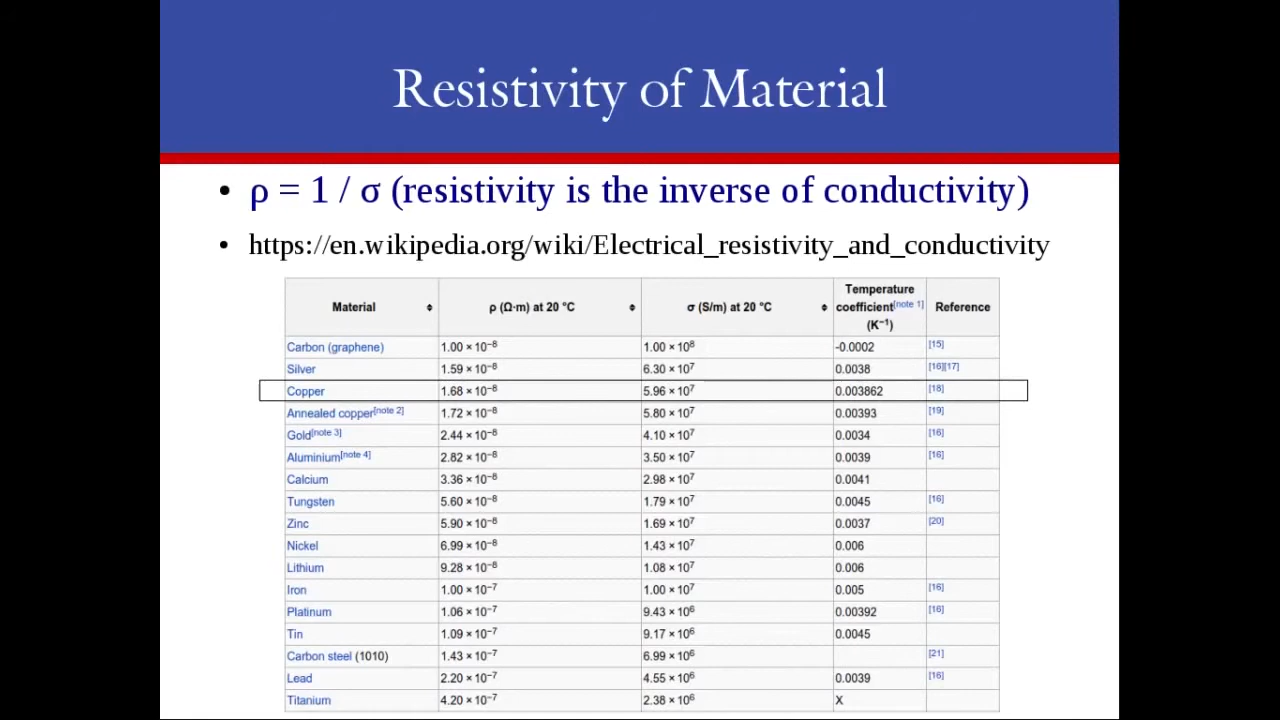 Resistivity of Material
• ρ = 1 / σ (resistivity is the inverse of conductivity)
• https://en.wikipedia.org/wiki/Electrical_resistivity_and_conductivity
Material ρ (Ω·m) at 20 °C σ (S/m) at 20 °C Temperature coefficient[note 1] (K⁻¹) Reference
Carbon (graphene) 1.00 × 10⁻⁸ 1.00 × 10⁸ -0.0002 [15]
Silver 1.59 × 10⁻⁸ 6.30 × 10⁷ 0.0038 [16][17]
Copper 1.68 × 10⁻⁸ 5.96 × 10⁷ 0.003862 [18]
Annealed copper[note 2] 1.72 × 10⁻⁸ 5.80 × 10⁷ 0.00393 [19]
Gold[note 3] 2.44 × 10⁻⁸ 4.10 × 10⁷ 0.0034 [16]
Aluminium[note 4] 2.82 × 10⁻⁸ 3.50 × 10⁷ 0.0039 [16]
Calcium 3.36 × 10⁻⁸ 2.98 × 10⁷ 0.0041
Tungsten 5.60 × 10⁻⁸ 1.79 × 10⁷ 0.0045 [16]
Zinc 5.90 × 10⁻⁸ 1.69 × 10⁷ 0.0037 [20]
Nickel 6.99 × 10⁻⁸ 1.43 × 10⁷ 0.006
Lithium 9.28 × 10⁻⁸ 1.08 × 10⁷ 0.006
Iron 1.00 × 10⁻⁷ 1.00 × 10⁷ 0.005 [16]
Platinum 1.06 × 10⁻⁷ 9.43 × 10⁶ 0.00392 [16]
Tin 1.09 × 10⁻⁷ 9.17 × 10⁶ 0.0045
Carbon steel (1010) 1.43 × 10⁻⁷ 6.99 × 10⁶ [21]
Lead 2.20 × 10⁻⁷ 4.55 × 10⁶ 0.0039 [16]
Titanium 4.20 × 10⁻⁷ 2.38 × 10⁶ X